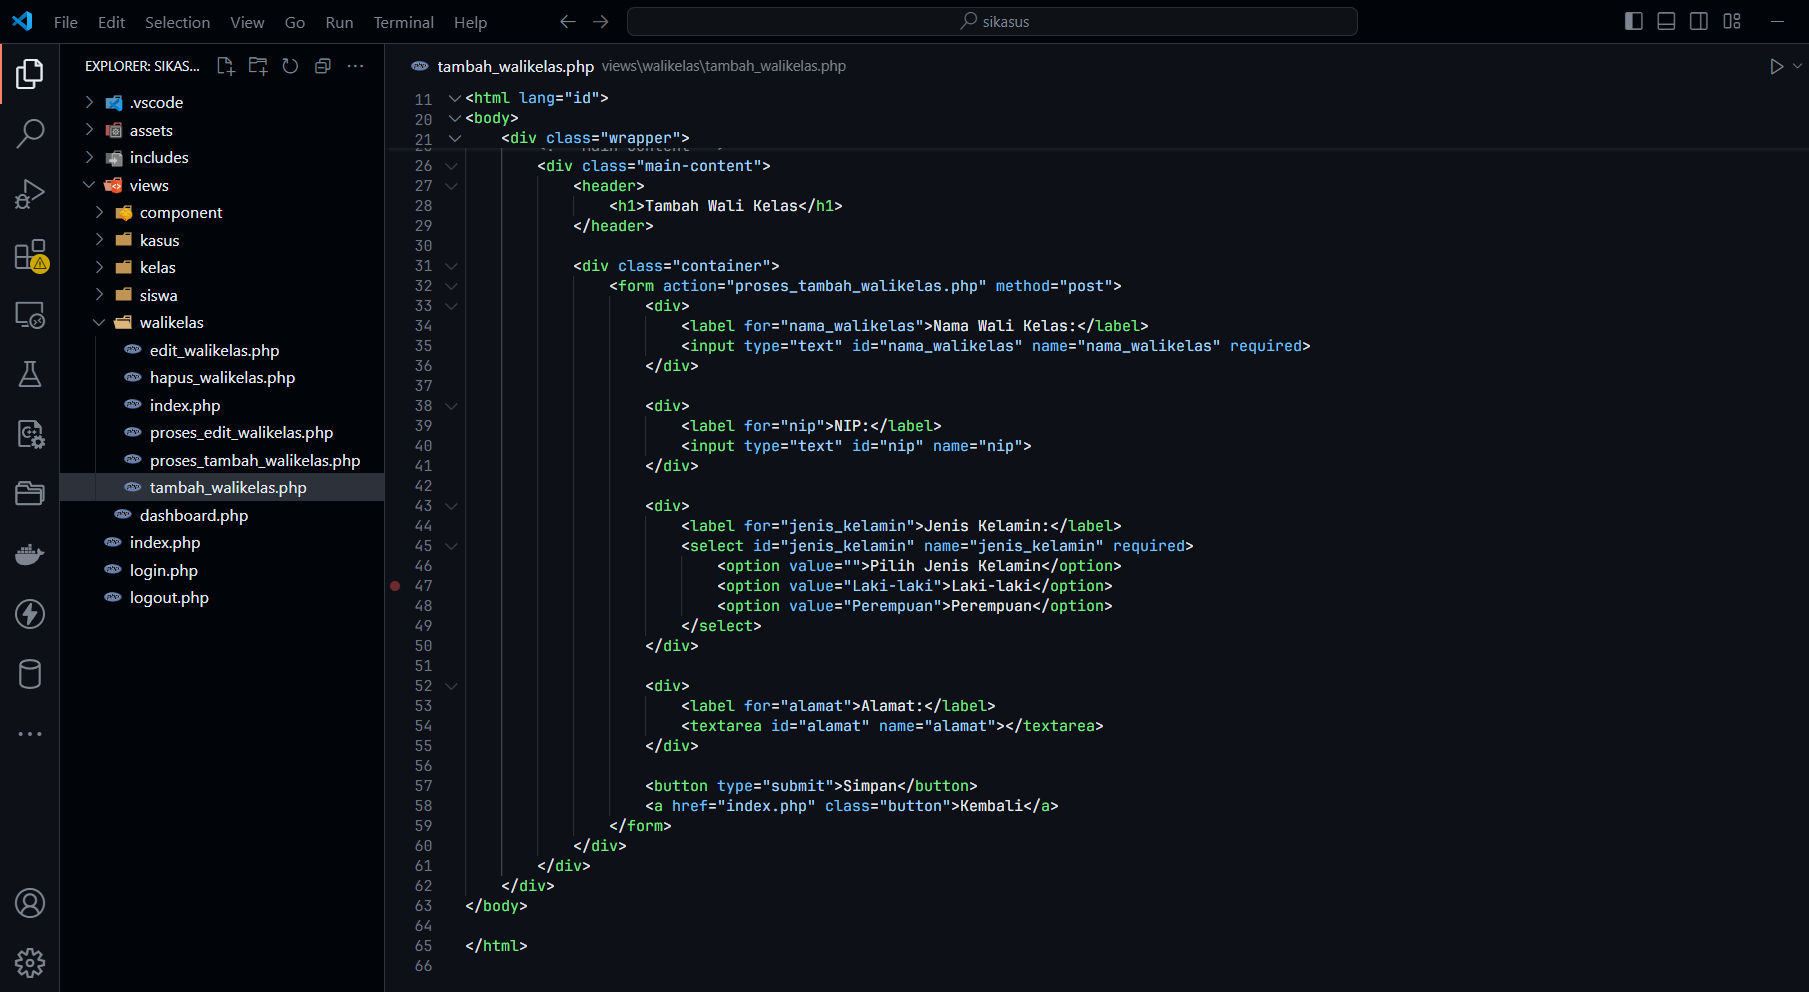 File Edit Selection View Go Run Terminal Help
sikasus
EXPLORER: SIKAS...
.vscode
assets
includes
views
component
kasus
kelas
siswa
walikelas
edit_walikelas.php
hapus_walikelas.php
index.php
proses_edit_walikelas.php
proses_tambah_walikelas.php
tambah_walikelas.php
dashboard.php
index.php
login.php
logout.php
tambah_walikelas.php views\walikelas\tambah_walikelas.php
11 <html lang="id">
20 <body>
21 <div class="wrapper">
26 <div class="main-content">
27 <header>
28 <h1>Tambah Wali Kelas</h1>
29 </header>
30
31 <div class="container">
32 <form action="proses_tambah_walikelas.php" method="post">
33 <div>
34 <label for="nama_walikelas">Nama Wali Kelas:</label>
35 <input type="text" id="nama_walikelas" name="nama_walikelas" required>
36 </div>
37
38 <div>
39 <label for="nip">NIP:</label>
40 <input type="text" id="nip" name="nip">
41 </div>
42
43 <div>
44 <label for="jenis_kelamin">Jenis Kelamin:</label>
45 <select id="jenis_kelamin" name="jenis_kelamin" required>
46 <option value="">Pilih Jenis Kelamin</option>
47 <option value="Laki-laki">Laki-laki</option>
48 <option value="Perempuan">Perempuan</option>
49 </select>
50 </div>
51
52 <div>
53 <label for="alamat">Alamat:</label>
54 <textarea id="alamat" name="alamat"></textarea>
55 </div>
56
57 <button type="submit">Simpan</button>
58 <a href="index.php" class="button">Kembali</a>
59 </form>
60 </div>
61 </div>
62 </div>
63 </body>
64
65 </html>
66